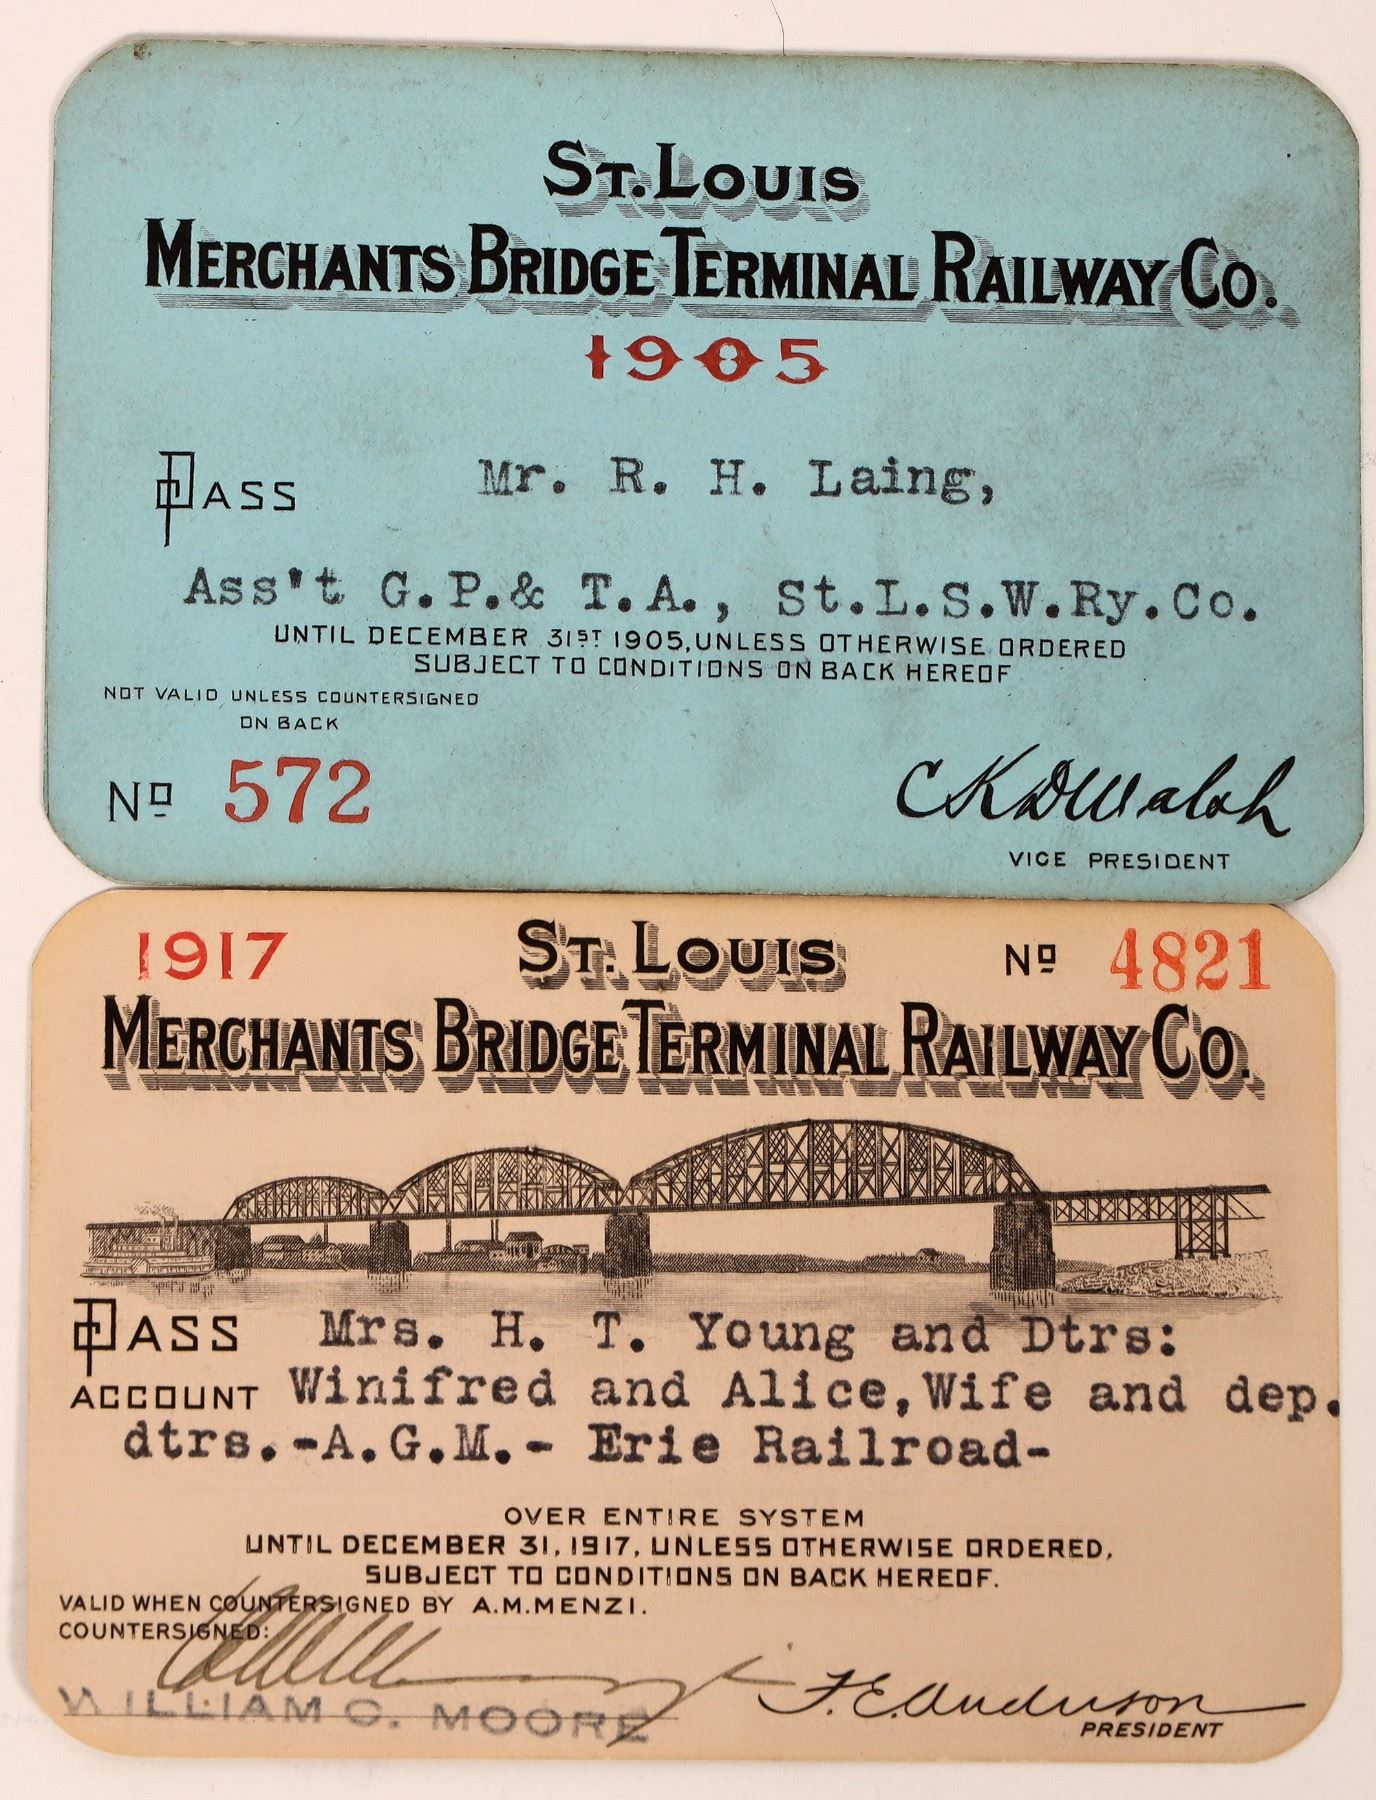 ST. LOUIS
MERCHANTS BRIDGE TERMINAL RAILWAY CO.
1905
PASS Mr. R. H. Laing,
Ass't G.P.& T.A., St.L.S.W.Ry.Co.
UNTIL DECEMBER 31ST 1905, UNLESS OTHERWISE ORDERED
SUBJECT TO CONDITIONS ON BACK HEREOF
NOT VALID UNLESS COUNTERSIGNED
ON BACK
No 572
VICE PRESIDENT
1917 ST. LOUIS No 4821
MERCHANTS BRIDGE TERMINAL RAILWAY CO.
PASS Mrs. H. T. Young and Dtrs:
ACCOUNT Winifred and Alice, Wife and dep.
dtrs.-A.G.M.- Erie Railroad-
OVER ENTIRE SYSTEM
UNTIL DECEMBER 31, 1917, UNLESS OTHERWISE ORDERED,
SUBJECT TO CONDITIONS ON BACK HEREOF.
VALID WHEN COUNTERSIGNED BY A.M.MENZI.
COUNTERSIGNED:
WILLIAM C. MOORE
F. E. Anderson
PRESIDENT